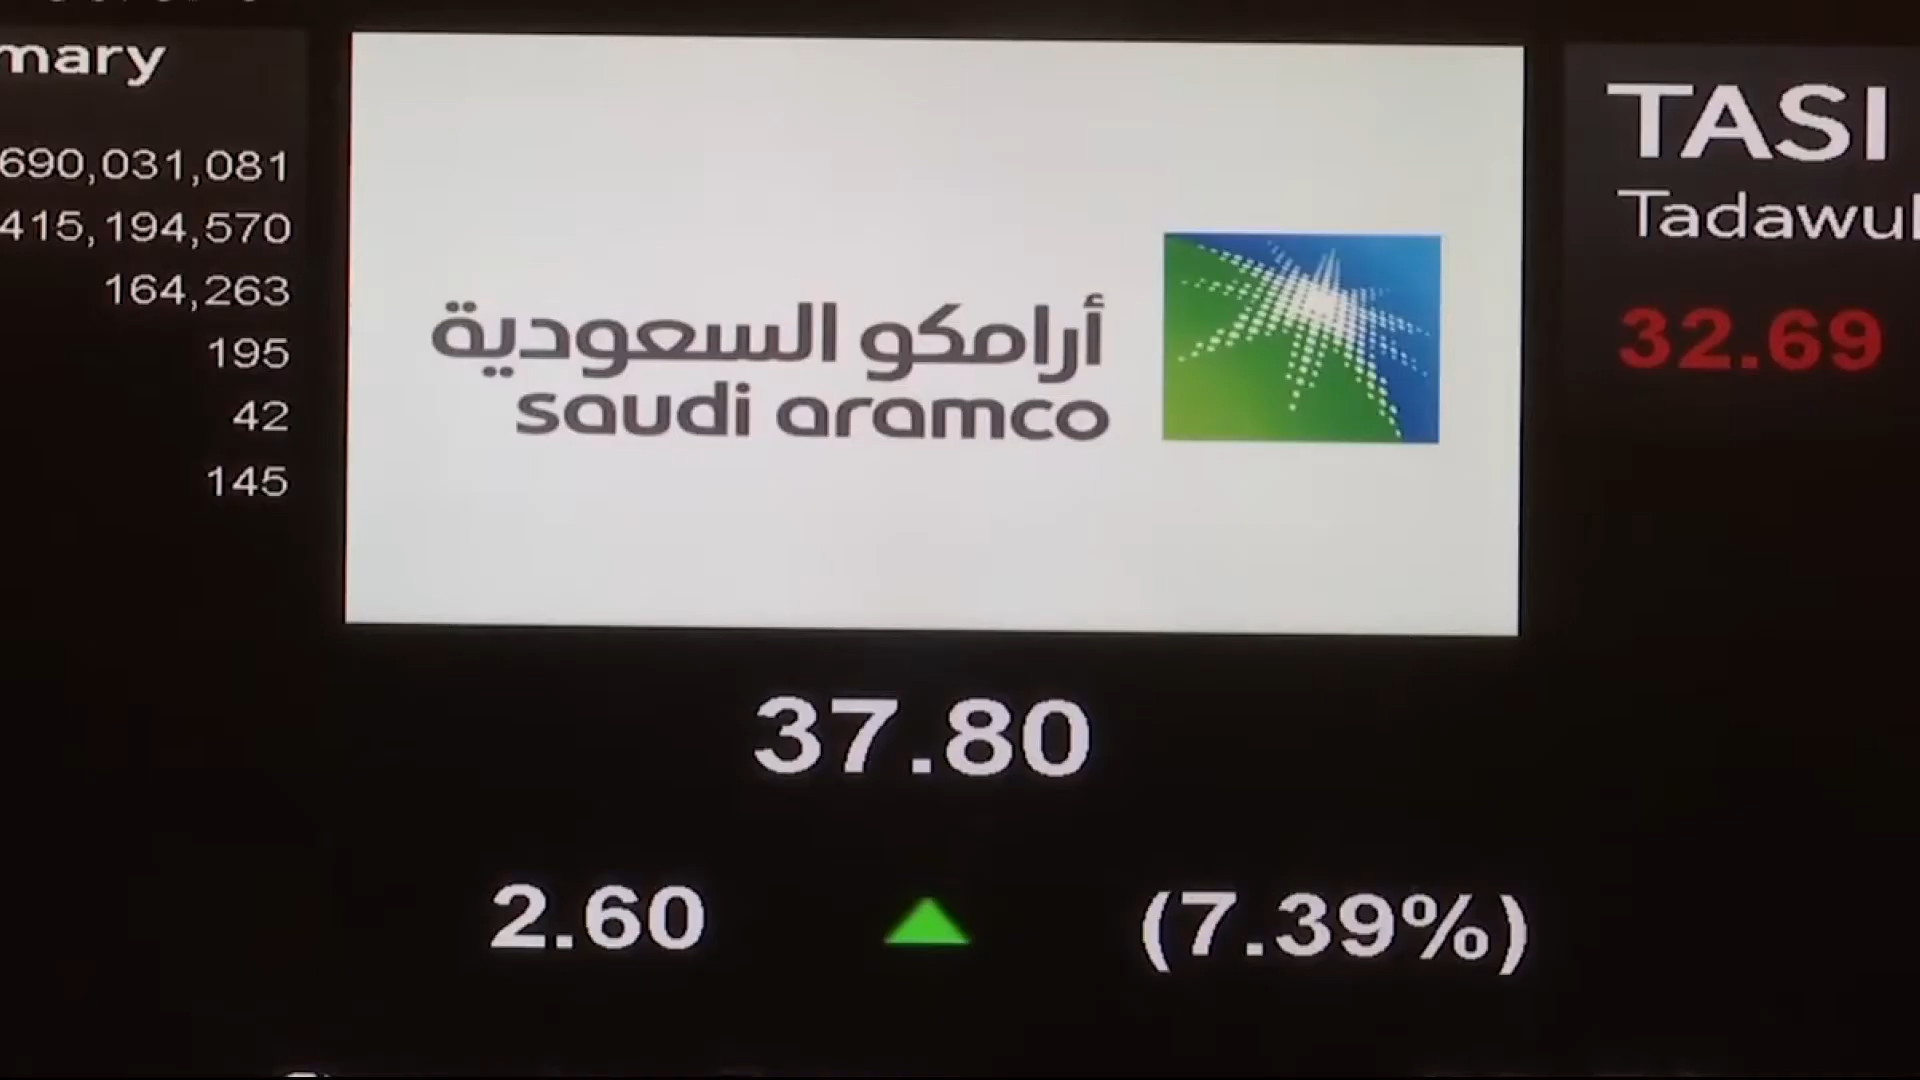 mary
690,031,081
415,194,570
164,263
195
42
145
أرامكو السعودية
saudi aramco
37.80
2.60
(7.39%)
TASI
Tadawul
32.69